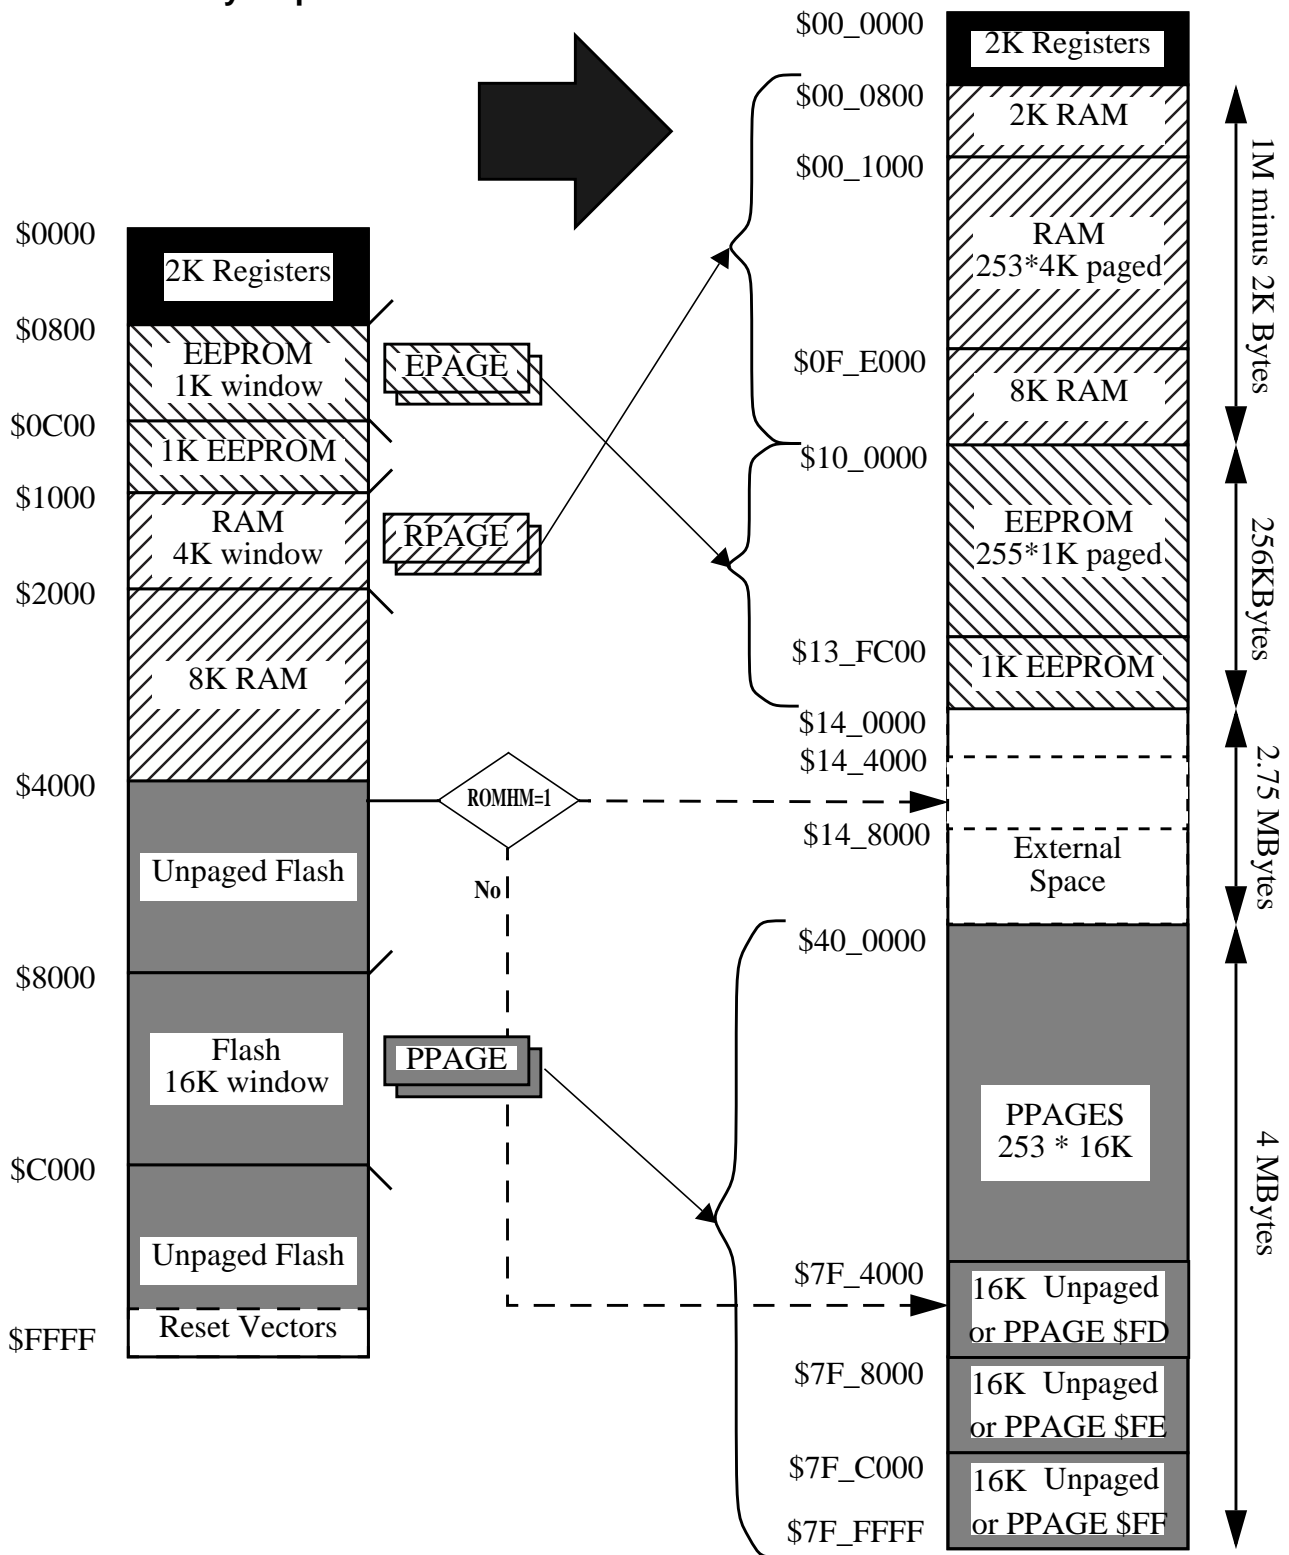 $0000
2K Registers
$0800
EEPROM
1K window
$0C00
1K EEPROM
$1000
RAM
4K window
$2000
8K RAM
$4000
Unpaged Flash
$8000
Flash
16K window
$C000
Unpaged Flash
Reset Vectors
$FFFF
EPAGE
RPAGE
ROMHM=1
No
PPAGE
$00_0000
2K Registers
$00_0800
2K RAM
$00_1000
RAM
253*4K paged
$0F_E000
8K RAM
$10_0000
EEPROM
255*1K paged
$13_FC00
1K EEPROM
$14_0000
$14_4000
$14_8000
External
Space
$40_0000
PPAGES
253 * 16K
$7F_4000
16K Unpaged
or PPAGE $FD
$7F_8000
16K Unpaged
or PPAGE $FE
$7F_C000
16K Unpaged
or PPAGE $FF
$7F_FFFF
1M minus 2K Bytes
256KBytes
2.75 MBytes
4 MBytes